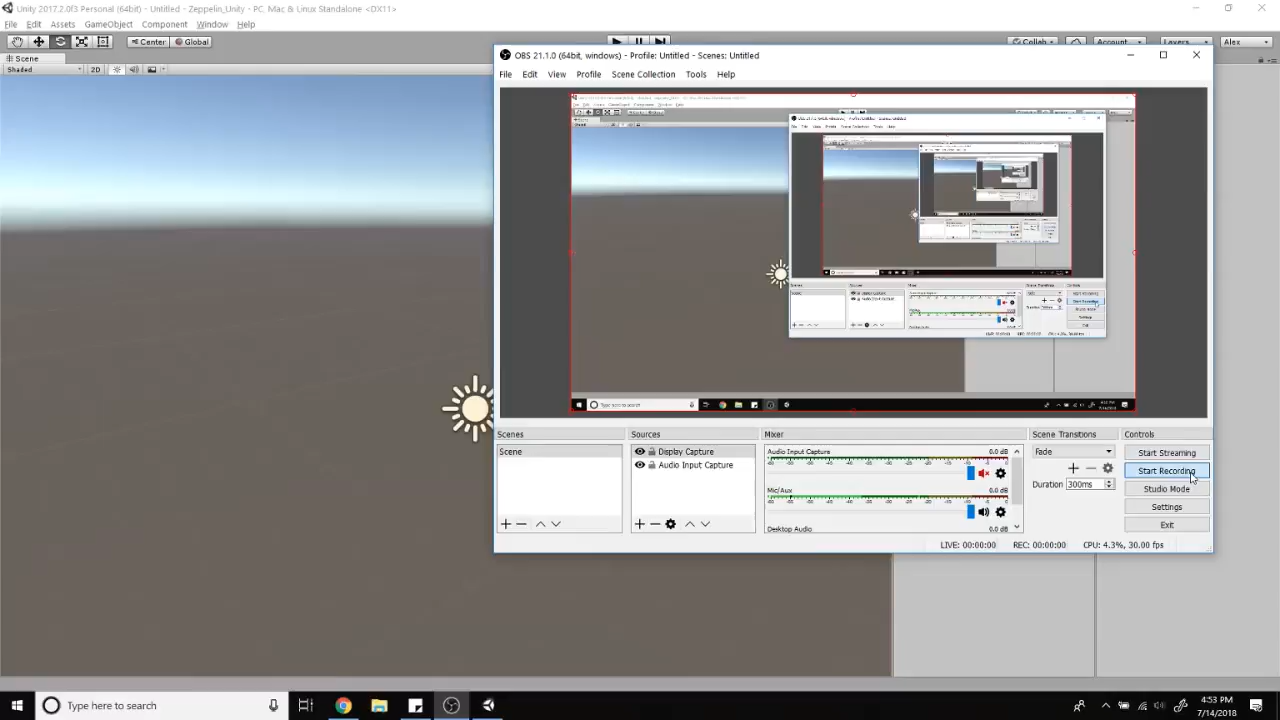 Unity 2017.2.0f3 Personal (64bit) - Untitled - Zeppelin_Unity - PC, Mac & Linux Standalone <DX11>
File Edit Assets GameObject Component Window Help
Center Global Collab Account Layers Alex
Scene
Shaded 2D
OBS 21.1.0 (64bit, windows) - Profile: Untitled - Scenes: Untitled
File Edit View Profile Scene Collection Tools Help
Type here to search
Scenes Sources Mixer Scene Transitions Controls
Scene
Display Capture
Audio Input Capture
Audio Input Capture 0.0 dB
Mic/Aux 0.0 dB
Desktop Audio 0.0 dB
Fade
Duration 300ms
Start Streaming
Start Recording
Studio Mode
Settings
Exit
LIVE: 00:00:00 REC: 00:00:00 CPU: 4.3%, 30.00 fps
Type here to search
4:53 PM
7/14/2018